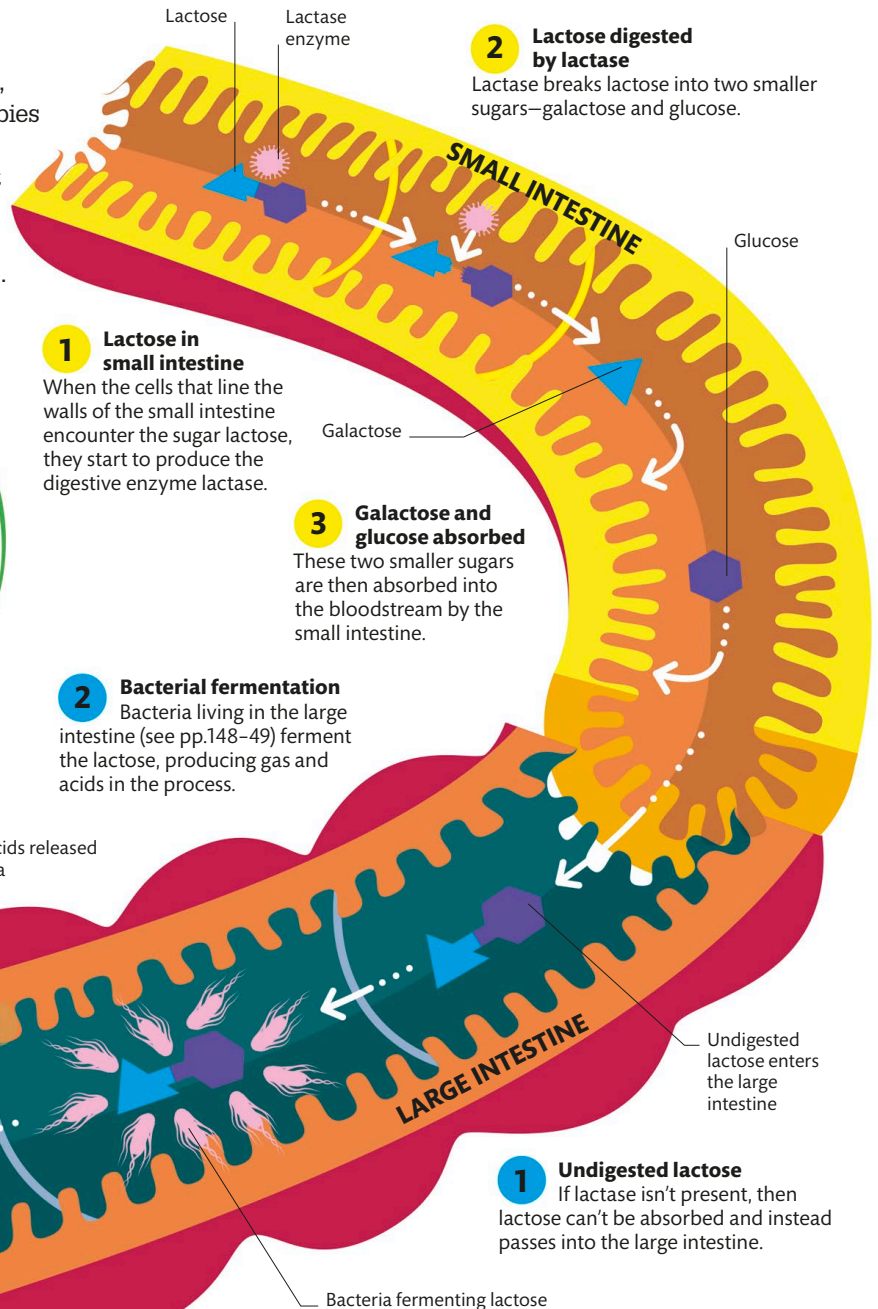 Lactose
Lactase
enzyme
2 Lactose digested
by lactase
Lactase breaks lactose into two smaller
sugars—galactose and glucose.
SMALL INTESTINE
Glucose
1 Lactose in
small intestine
When the cells that line the
walls of the small intestine
encounter the sugar lactose,
they start to produce the
digestive enzyme lactase.
Galactose
3 Galactose and
glucose absorbed
These two smaller sugars
are then absorbed into
the bloodstream by the
small intestine.
2 Bacterial fermentation
Bacteria living in the large
intestine (see pp.148–49) ferment
the lactose, producing gas and
acids in the process.
released
LARGE INTESTINE
Undigested
lactose enters
the large
intestine
1 Undigested lactose
If lactase isn't present, then
lactose can't be absorbed and instead
passes into the large intestine.
Bacteria fermenting lactose